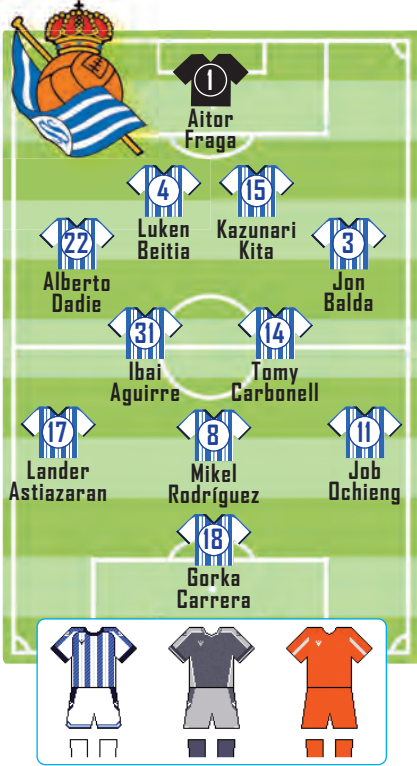 1
Aitor
Fraga
4
Luken
Beitia
15
Kazunari
Kita
22
Alberto
Dadie
3
Jon
Balda
31
Ibai
Aguirre
14
Tomy
Carbonell
17
Lander
Astiazaran
8
Mikel
Rodríguez
11
Job
Ochieng
18
Gorka
Carrera